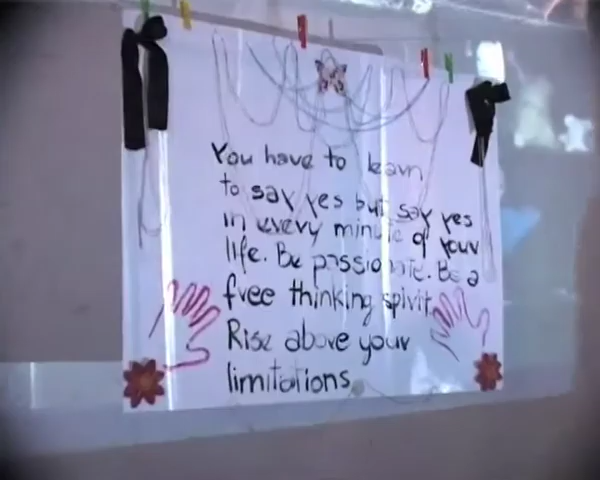 You have to learn
to say yes but say yes
in every minute of your
life. Be passionate. Be a
free thinking spirit.
Rise above your
limitations.